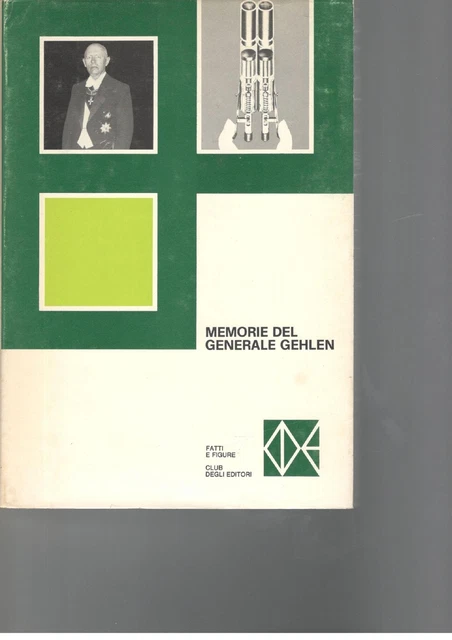 MEMORIE DEL
GENERALE GEHLEN
FATTI
E FIGURE
CLUB
DEGLI EDITORI